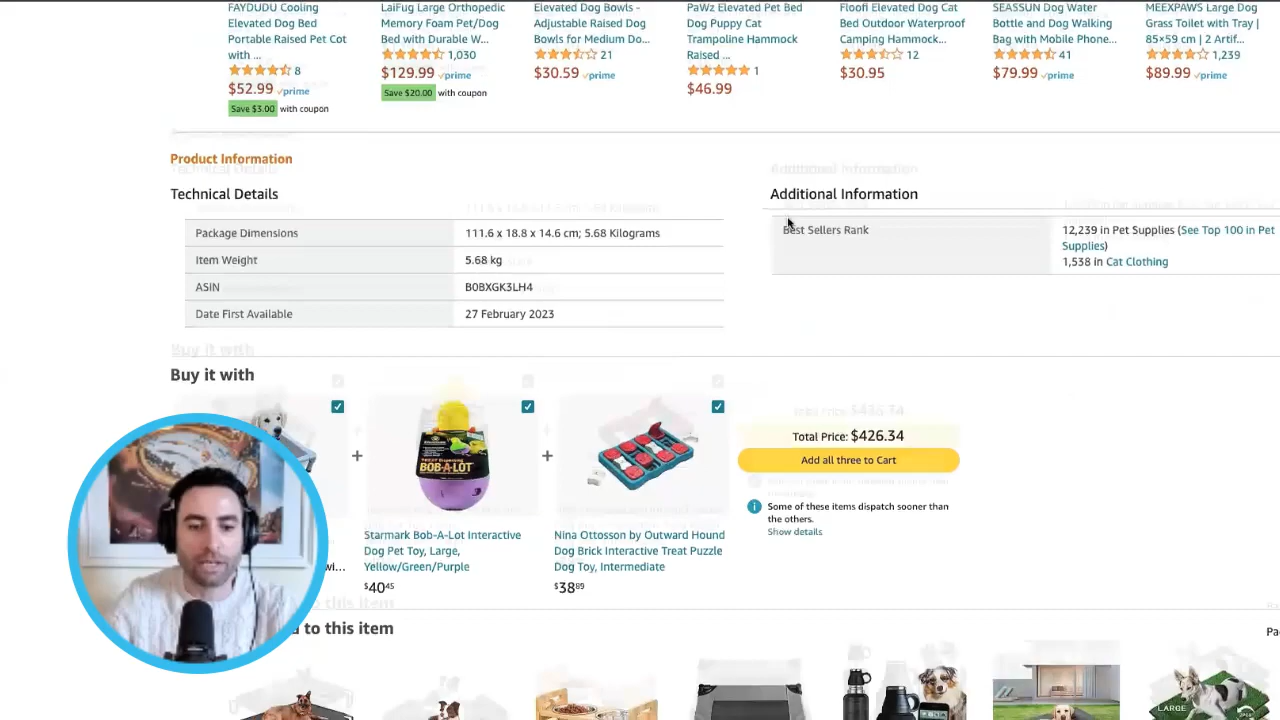 FAYDUDU Cooling
Elevated Dog Bed
Portable Raised Pet Cot
with ...
8
$52.99 prime
Save $3.00 with coupon
LaiFug Large Orthopedic
Memory Foam Pet/Dog
Bed with Durable W...
1,030
$129.99 prime
Save $20.00 with coupon
Elevated Dog Bowls -
Adjustable Raised Dog
Bowls for Medium Do...
21
$30.59 prime
PaWz Elevated Pet Bed
Dog Puppy Cat
Trampoline Hammock
Raised ...
1
$46.99
Floofi Elevated Dog Cat
Bed Outdoor Waterproof
Camping Hammock...
12
$30.95
SEASSUN Dog Water
Bottle and Dog Walking
Bag with Mobile Phone...
41
$79.99 prime
MEEXPAWS Large Dog
Grass Toilet with Tray |
85×59 cm | 2 Artif...
1,239
$89.99 prime
Product Information
Technical Details
Package Dimensions 111.6 x 18.8 x 14.6 cm; 5.68 Kilograms
Item Weight 5.68 kg
ASIN B0BXGK3LH4
Date First Available 27 February 2023
Additional Information
Best Sellers Rank 12,239 in Pet Supplies (See Top 100 in Pet
Supplies)
1,538 in Cat Clothing
Buy it with
Starmark Bob-A-Lot Interactive
Dog Pet Toy, Large,
Yellow/Green/Purple
$40.45
BOB-A-LOT
Nina Ottosson by Outward Hound
Dog Brick Interactive Treat Puzzle
Dog Toy, Intermediate
$38.89
Total Price: $426.34
Add all three to Cart
Some of these items dispatch sooner than
the others.
Show details
to this item
LARGE